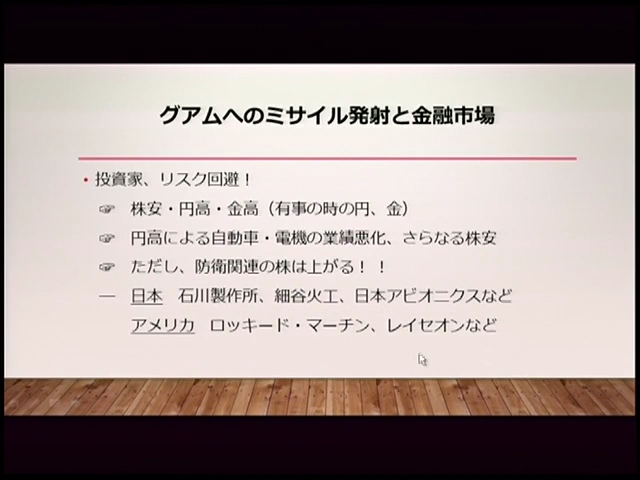 グアムへのミサイル発射と金融市場
・投資家、リスク回避！
☞ 株安・円高・金高（有事の時の円、金）
☞ 円高による自動車・電機の業績悪化、さらなる株安
☞ ただし、防衛関連の株は上がる！！
― 日本 石川製作所、細谷火工、日本アビオニクスなど
アメリカ ロッキード・マーチン、レイセオンなど